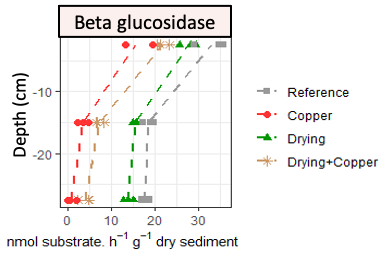 Beta glucosidase
Depth (cm)
-10
-20
0 10 20 30
nmol substrate. h⁻¹ g⁻¹ dry sediment
Reference
Copper
Drying
Drying+Copper